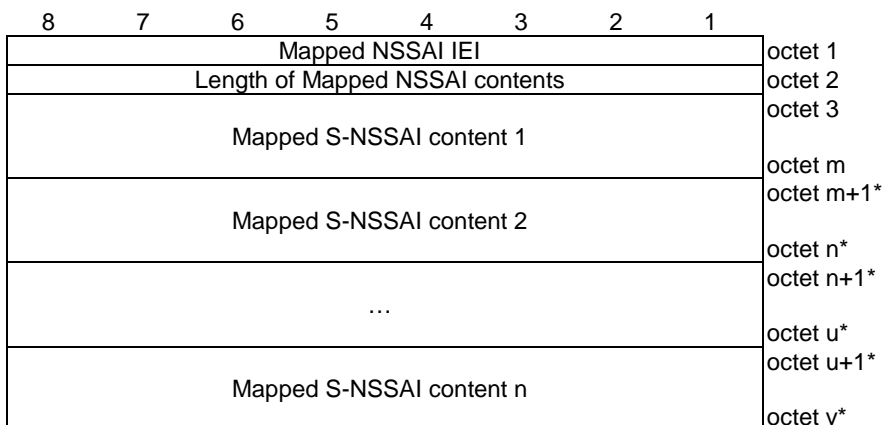 8 7 6 5 4 3 2 1
Mapped NSSAI IEI octet 1
Length of Mapped NSSAI contents octet 2
octet 3
Mapped S-NSSAI content 1
octet m
octet m+1*
Mapped S-NSSAI content 2
octet n*
octet n+1*
…
octet u*
octet u+1*
Mapped S-NSSAI content n
octet v*